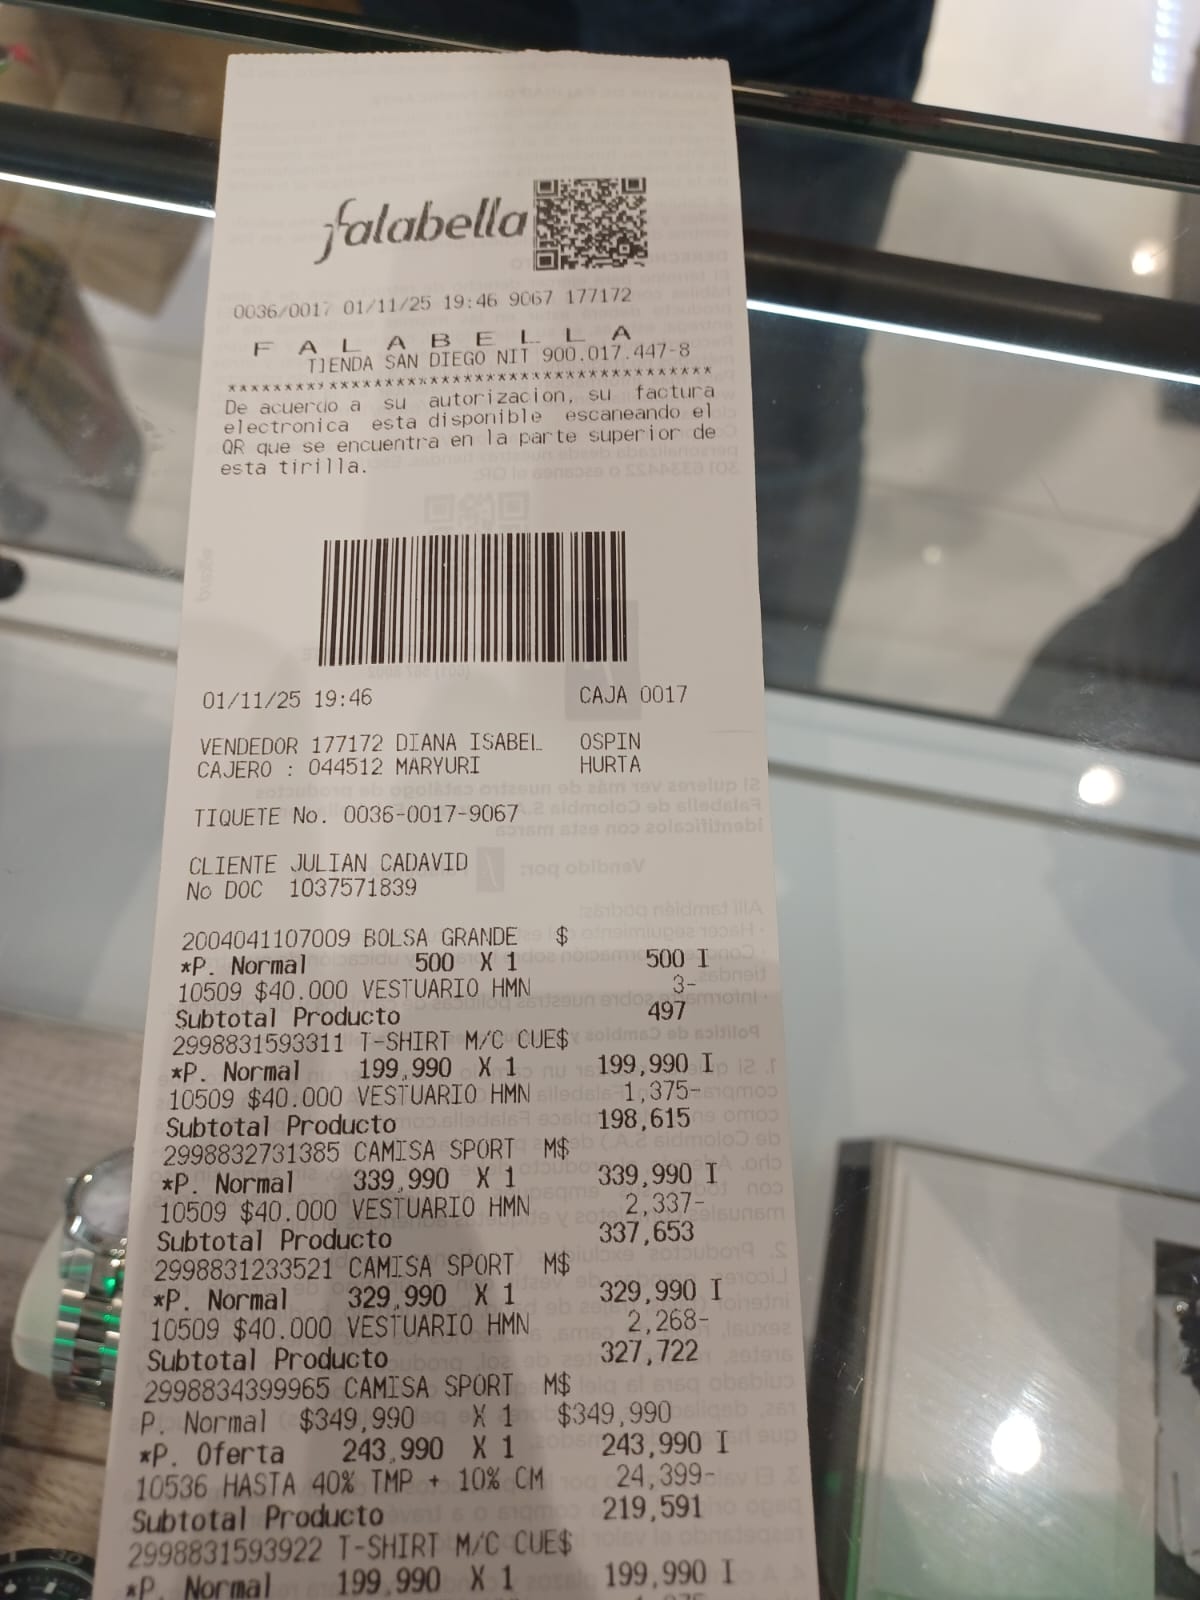 falabella
0036/0017 01/11/25 19:46 9067 177172
F A L A B E L L A
TIENDA SAN DIEGO NIT 900.017.447-8
******************************************
De acuerdo a su autorizacion, su factura
electronica esta disponible escaneando el
QR que se encuentra en la parte superior de
esta tirilla.
01/11/25 19:46 CAJA 0017
VENDEDOR 177172 DIANA ISABEL OSPIN
CAJERO : 044512 MARYURI HURTA
TIQUETE No. 0036-0017-9067
CLIENTE JULIAN CADAVID
No DOC 1037571839
2004041107009 BOLSA GRANDE $
*P. Normal 500 X 1 500 I
10509 $40.000 VESTUARIO HMN 3-
Subtotal Producto 497
2998831593311 T-SHIRT M/C CUE$
*P. Normal 199,990 X 1 199,990 I
10509 $40.000 VESTUARIO HMN 1,375-
Subtotal Producto 198,615
2998832731385 CAMISA SPORT M$
*P. Normal 339,990 X 1 339,990 I
10509 $40.000 VESTUARIO HMN 2,337-
Subtotal Producto 337,653
2998831233521 CAMISA SPORT M$
*P. Normal 329,990 X 1 329,990 I
10509 $40.000 VESTUARIO HMN 2,268-
Subtotal Producto 327,722
2998834399965 CAMISA SPORT M$
P. Normal $349,990 X 1 $349,990
*P. Oferta 243,990 X 1 243,990 I
10536 HASTA 40% TMP + 10% CM 24,399-
Subtotal Producto 219,591
2998831593922 T-SHIRT M/C CUE$
*P. Normal 199,990 X 1 199,990 I